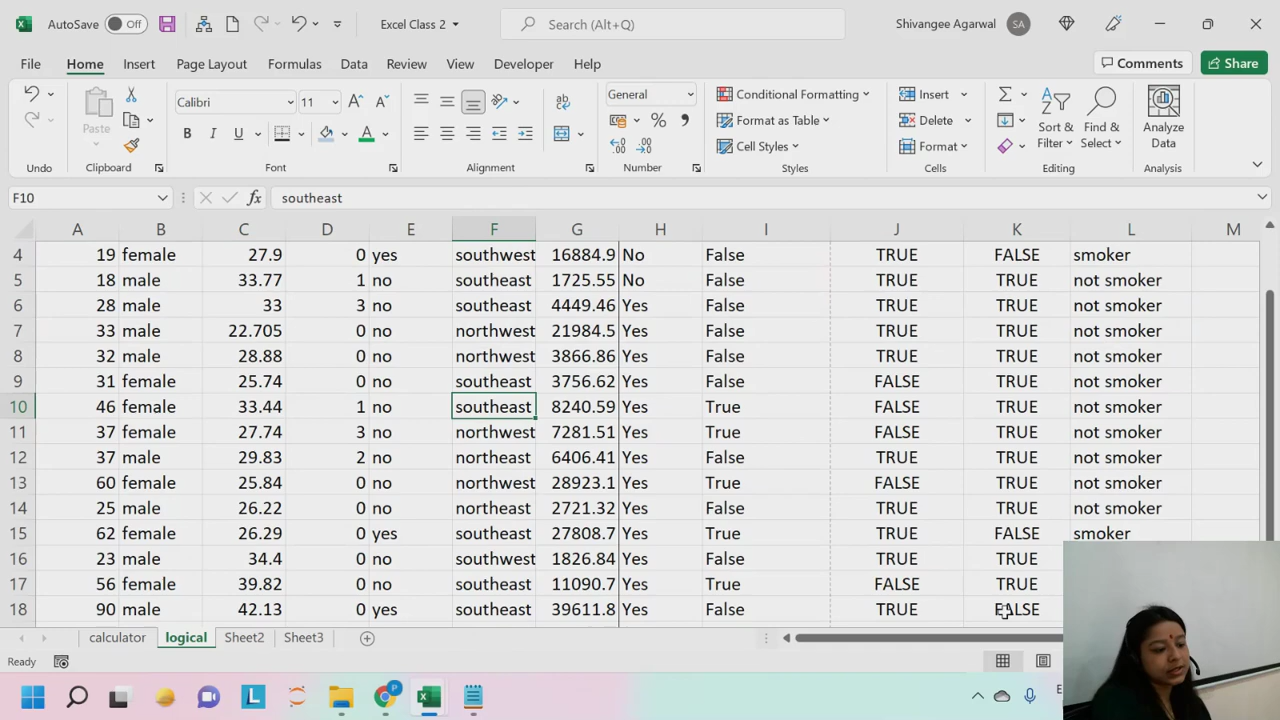 AutoSave Off Excel Class 2 Search (Alt+Q) Shivangee Agarwal SA
File Home Insert Page Layout Formulas Data Review View Developer Help Comments Share
Paste Calibri 11 General Conditional Formatting Format as Table Cell Styles Insert Delete Format Sort & Filter Find & Select Analyze Data
Undo Clipboard Font Alignment Number Styles Cells Editing Analysis
F10 fx southeast
A B C D E F G H I J K L M
4 19 female 27.9 0 yes southwest 16884.9 No False TRUE FALSE smoker
5 18 male 33.77 1 no southeast 1725.55 No False TRUE TRUE not smoker
6 28 male 33 3 no southeast 4449.46 Yes False TRUE TRUE not smoker
7 33 male 22.705 0 no northwest 21984.5 Yes False TRUE TRUE not smoker
8 32 male 28.88 0 no northwest 3866.86 Yes False TRUE TRUE not smoker
9 31 female 25.74 0 no southeast 3756.62 Yes False FALSE TRUE not smoker
10 46 female 33.44 1 no southeast 8240.59 Yes True FALSE TRUE not smoker
11 37 female 27.74 3 no northwest 7281.51 Yes True FALSE TRUE not smoker
12 37 male 29.83 2 no northeast 6406.41 Yes False TRUE TRUE not smoker
13 60 female 25.84 0 no northwest 28923.1 Yes True FALSE TRUE not smoker
14 25 male 26.22 0 no northeast 2721.32 Yes False TRUE TRUE not smoker
15 62 female 26.29 0 yes southeast 27808.7 Yes True TRUE FALSE smoker
16 23 male 34.4 0 no southwest 1826.84 Yes False TRUE TRUE
17 56 female 39.82 0 no southeast 11090.7 Yes True FALSE TRUE
18 90 male 42.13 0 yes southeast 39611.8 Yes False TRUE FALSE
calculator logical Sheet2 Sheet3
Ready